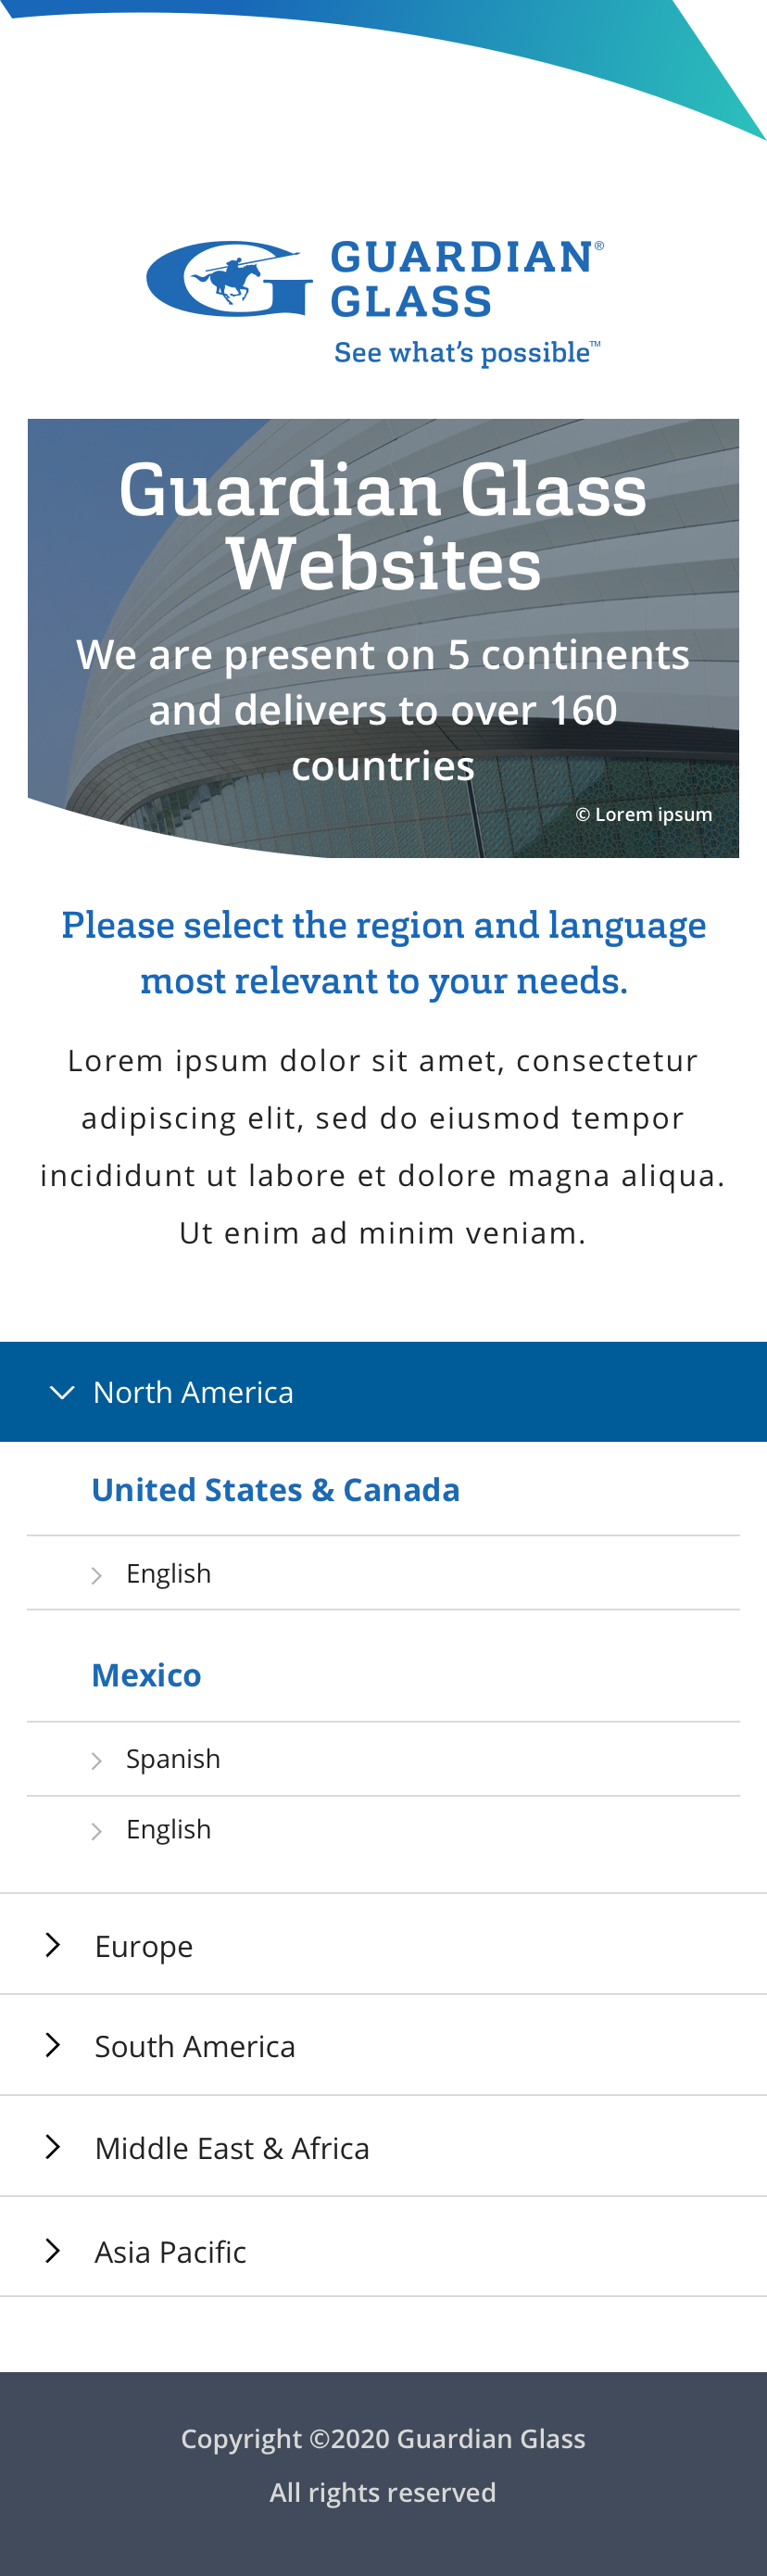 GUARDIAN®
GLASS
See what's possible™
Guardian Glass
Websites
We are present on 5 continents
and delivers to over 160
countries
© Lorem ipsum
Please select the region and language
most relevant to your needs.
Lorem ipsum dolor sit amet, consectetur
adipiscing elit, sed do eiusmod tempor
incididunt ut labore et dolore magna aliqua.
Ut enim ad minim veniam.
North America
United States & Canada
English
Mexico
Spanish
English
Europe
South America
Middle East & Africa
Asia Pacific
Copyright ©2020 Guardian Glass
All rights reserved